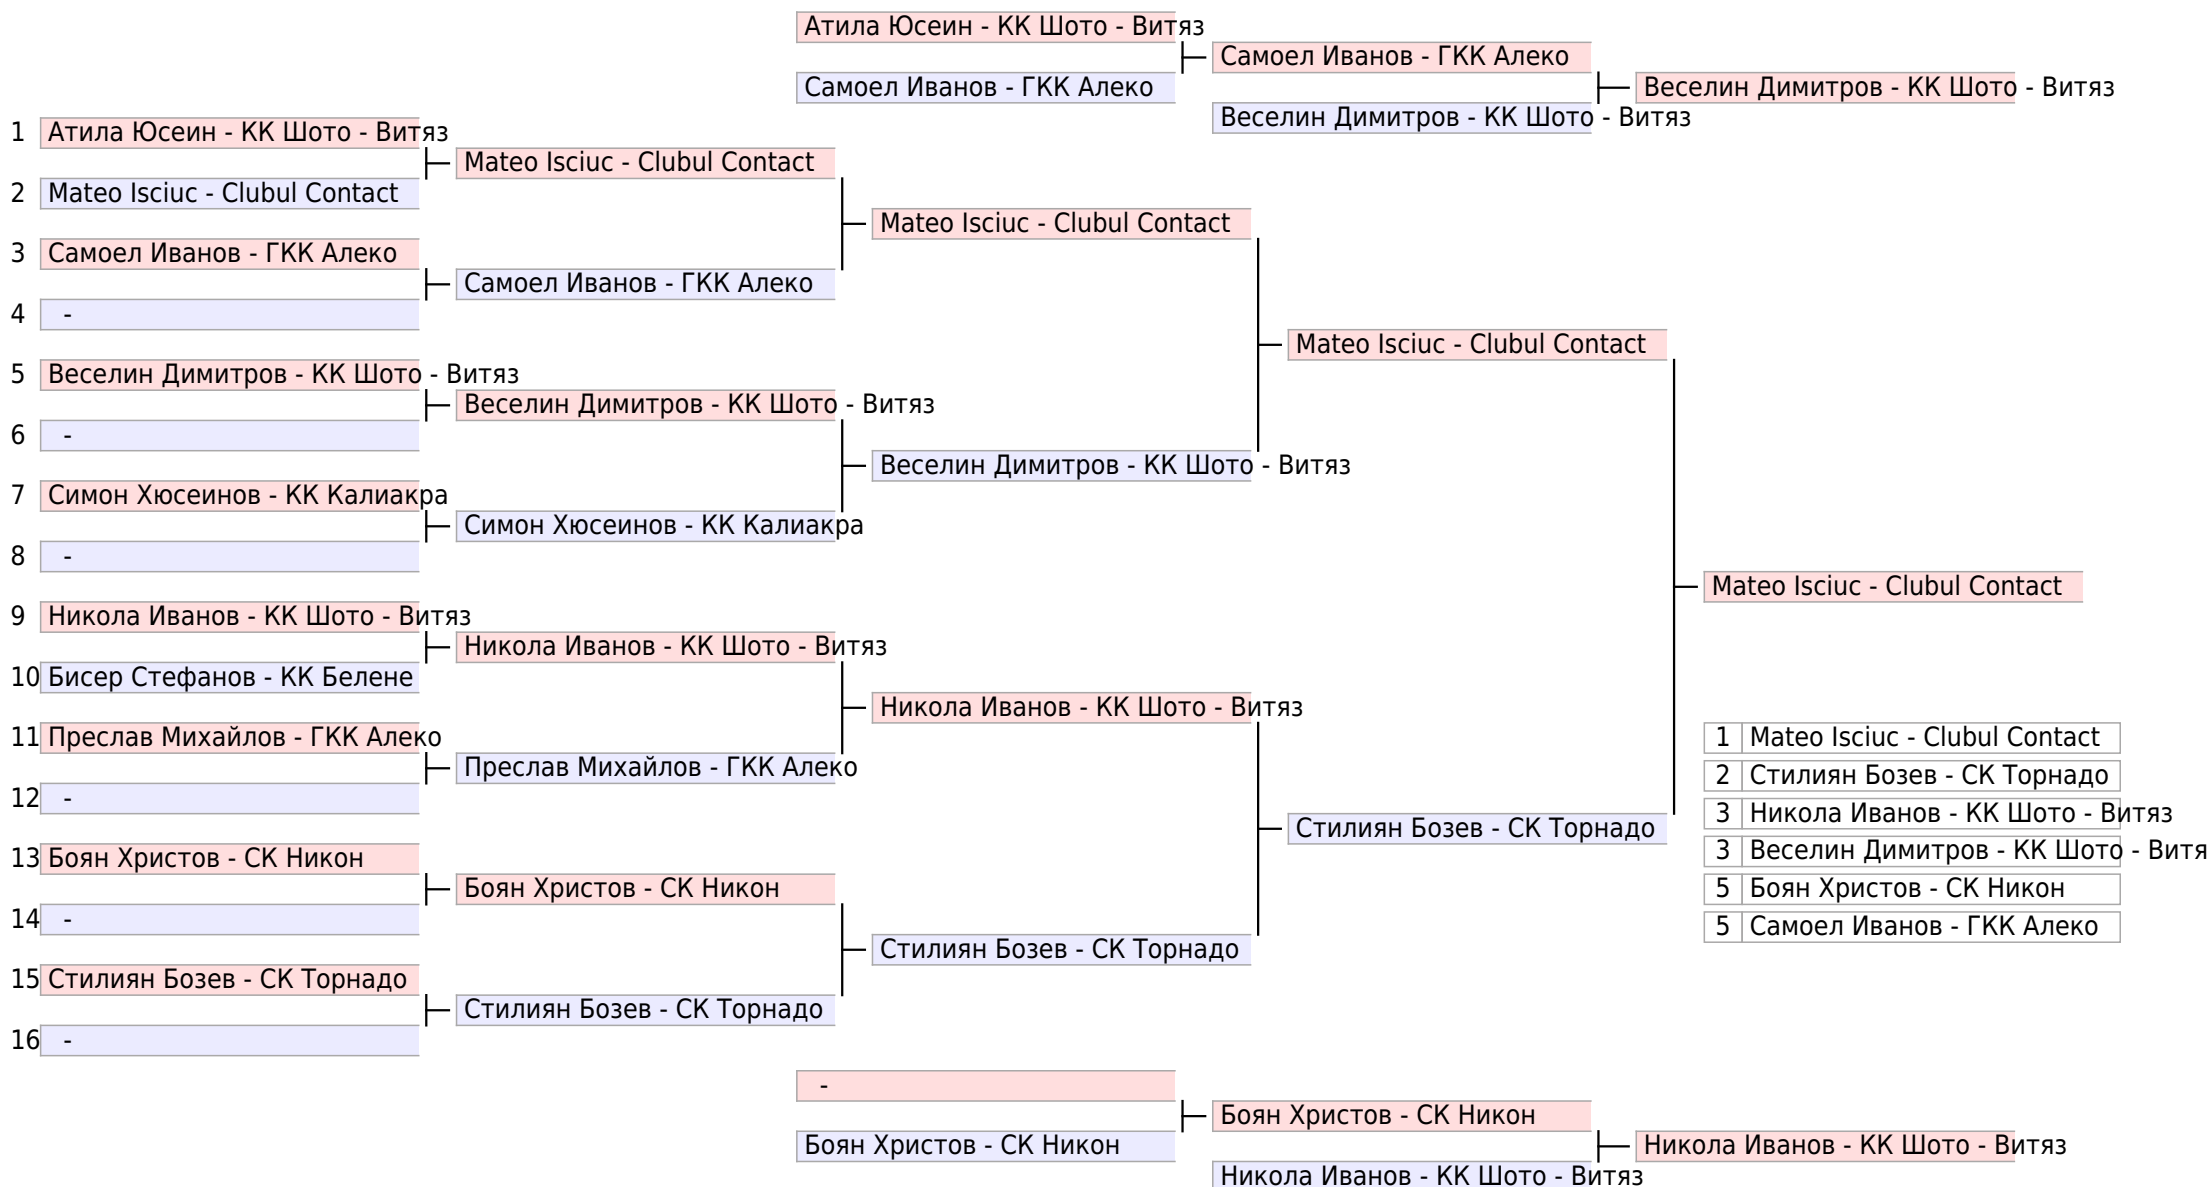 Атила Юсеин - КК Шото - Витяз
Самоел Иванов - ГКК Алеко
Самоел Иванов - ГКК Алеко
Веселин Димитров - КК Шото - Витяз
Веселин Димитров - КК Шото - Витяз
1 Атила Юсеин - КК Шото - Витяз
Mateo Isciuc - Clubul Contact
2 Mateo Isciuc - Clubul Contact
Mateo Isciuc - Clubul Contact
3 Самоел Иванов - ГКК Алеко
Самоел Иванов - ГКК Алеко
4 -
Mateo Isciuc - Clubul Contact
5 Веселин Димитров - КК Шото - Витяз
Веселин Димитров - КК Шото - Витяз
6 -
Веселин Димитров - КК Шото - Витяз
7 Симон Хюсеинов - КК Калиакра
Симон Хюсеинов - КК Калиакра
8 -
Mateo Isciuc - Clubul Contact
9 Никола Иванов - КК Шото - Витяз
Никола Иванов - КК Шото - Витяз
10 Бисер Стефанов - КК Белене
Никола Иванов - КК Шото - Витяз
11 Преслав Михайлов - ГКК Алеко
Преслав Михайлов - ГКК Алеко
12 -
Стилиян Бозев - СК Торнадо
13 Боян Христов - СК Никон
Боян Христов - СК Никон
14 -
Стилиян Бозев - СК Торнадо
15 Стилиян Бозев - СК Торнадо
Стилиян Бозев - СК Торнадо
16 -
1 Mateo Isciuc - Clubul Contact
2 Стилиян Бозев - СК Торнадо
3 Никола Иванов - КК Шото - Витяз
3 Веселин Димитров - КК Шото - Витя
5 Боян Христов - СК Никон
5 Самоел Иванов - ГКК Алеко
-
Боян Христов - СК Никон
Боян Христов - СК Никон
Никола Иванов - КК Шото - Витяз
Никола Иванов - КК Шото - Витяз